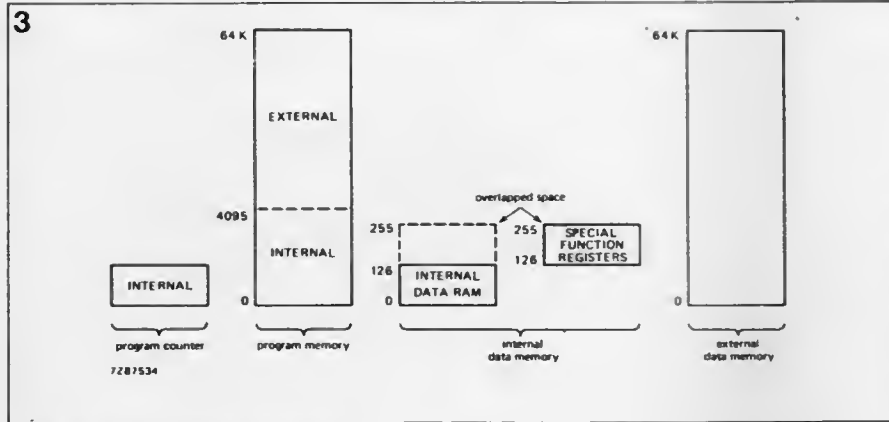 3
64 K
EXTERNAL
4095
INTERNAL
0
INTERNAL
overlapped space
255
126
INTERNAL
DATA RAM
0
255
126
SPECIAL
FUNCTION
REGISTERS
64 K
0
program counter
program memory
internal
data memory
external
data memory
7Z87534